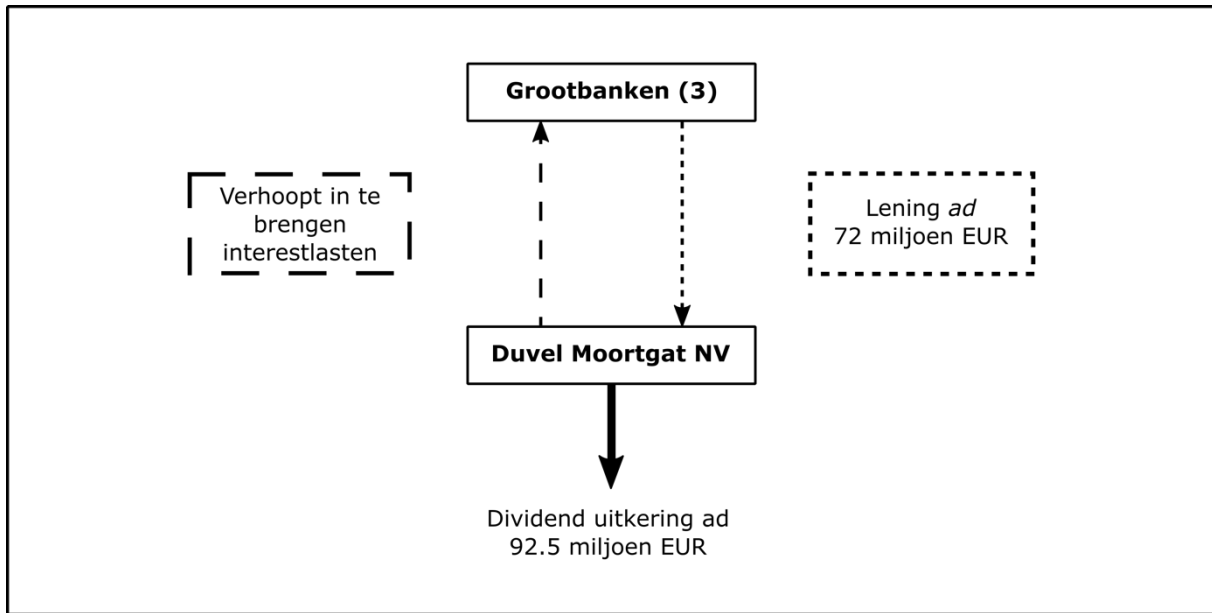 Grootbanken (3)
Verhoopt in te
brengen
interestlasten
Lening ad
72 miljoen EUR
Duvel Moortgat NV
Dividend uitkering ad
92.5 miljoen EUR